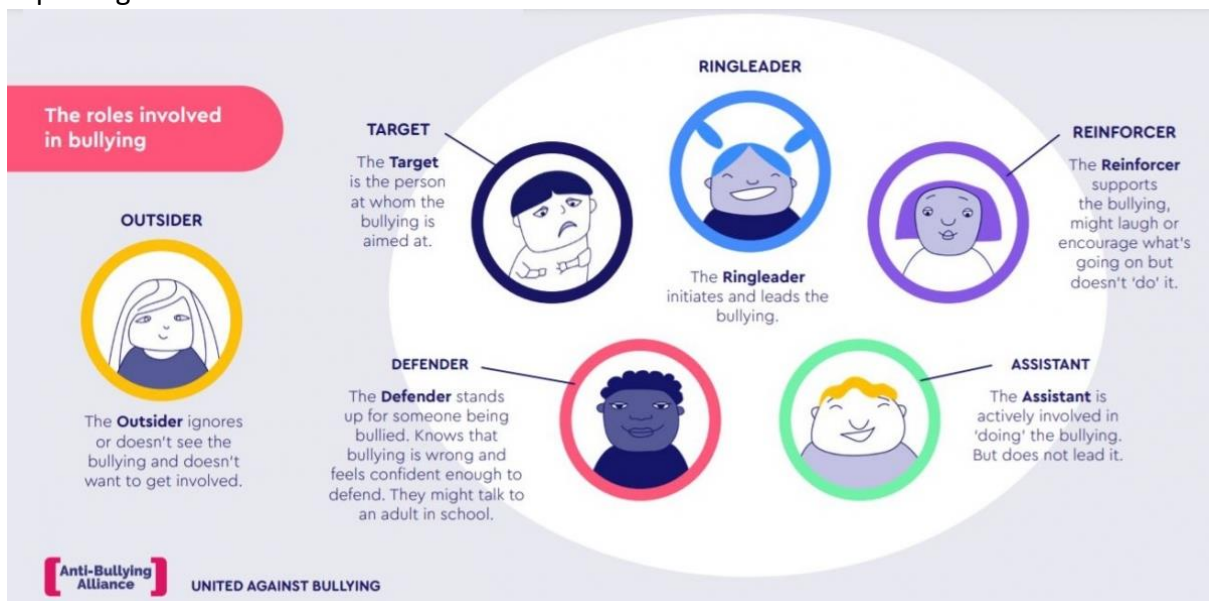 The roles involved
in bullying
OUTSIDER
The Outsider ignores
or doesn't see the
bullying and doesn't
want to get involved.
TARGET
The Target
is the person
at whom the
bullying is
aimed at.
RINGLEADER
The Ringleader
initiates and leads the
bullying.
REINFORCER
The Reinforcer
supports
the bullying,
might laugh or
encourage what's
going on but
doesn't 'do' it.
DEFENDER
The Defender stands
up for someone being
bullied. Knows that
bullying is wrong and
feels confident enough to
defend. They might talk to
an adult in school.
ASSISTANT
The Assistant is
actively involved in
'doing' the bullying.
But does not lead it.
Anti-Bullying
Alliance
UNITED AGAINST BULLYING